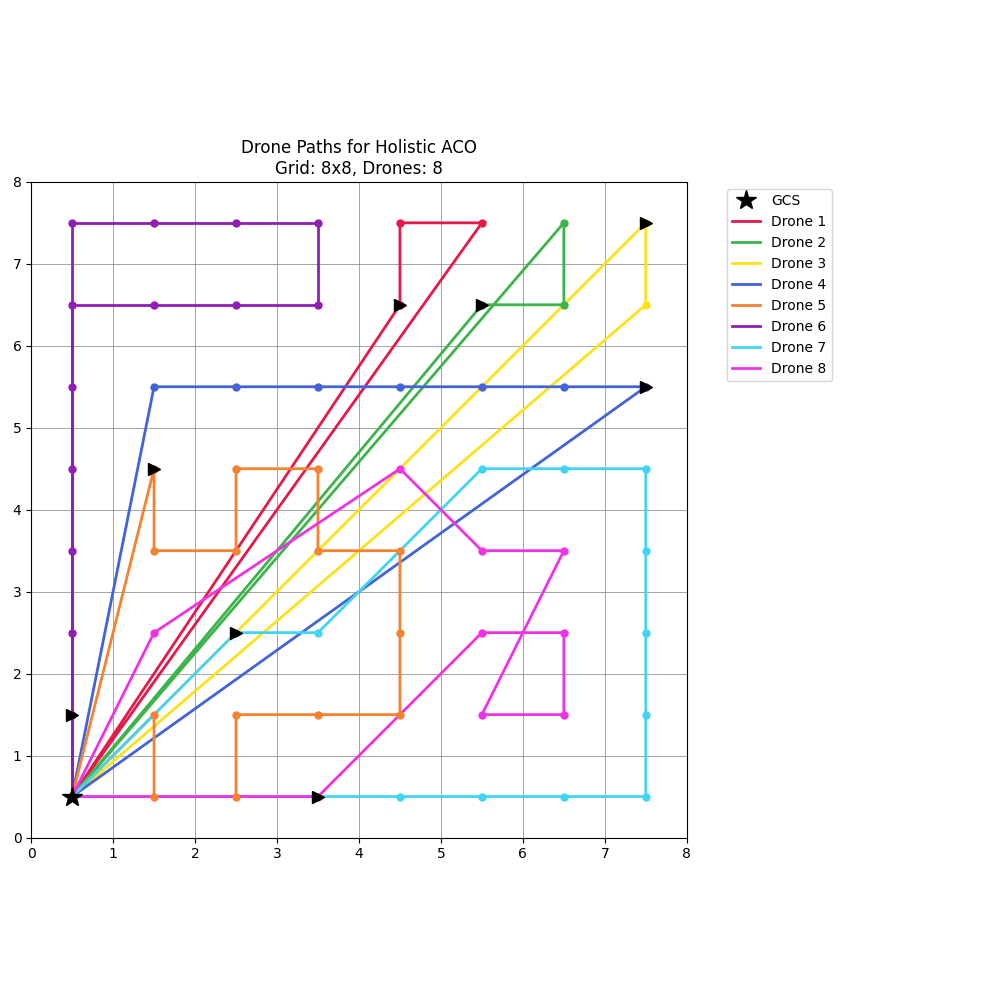 Drone Paths for Holistic ACO
Grid: 8x8, Drones: 8
8
7
6
5
4
3
2
1
0
0 1 2 3 4 5 6 7 8
GCS
Drone 1
Drone 2
Drone 3
Drone 4
Drone 5
Drone 6
Drone 7
Drone 8